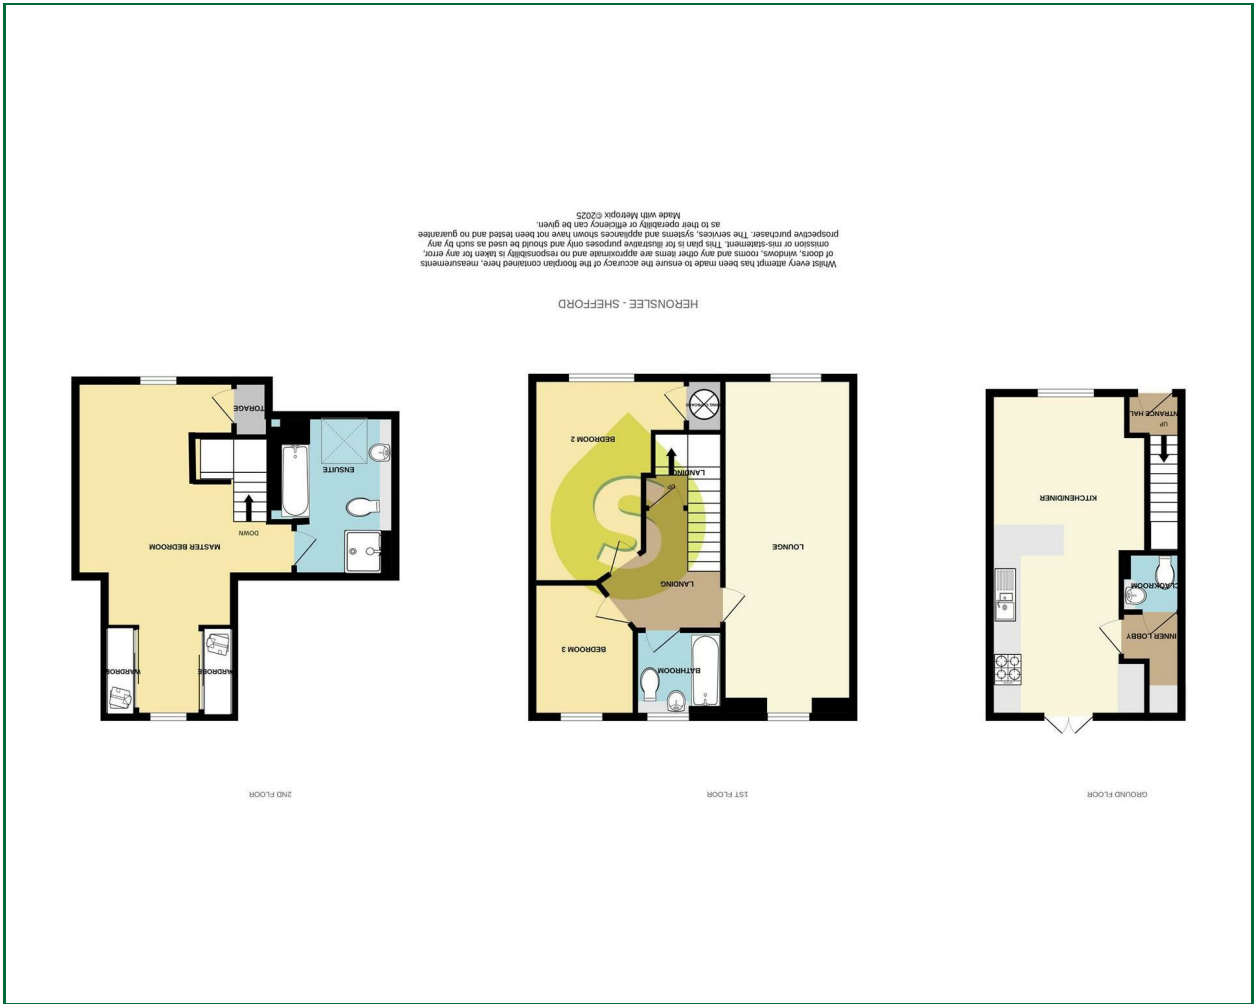 GROUND FLOOR
1ST FLOOR
2ND FLOOR
INNER LOBBY
CLOAKROOM
KITCHEN/DINER
UP
ENTRANCE HALL
BATHROOM
BEDROOM 3
LANDING
LOUNGE
UP
LANDING
BEDROOM 2
WARDROBE
WARDROBE
MASTER BEDROOM
DOWN
ENSUITE
STORAGE
HERONSLEE - SHEFFORD
Whilst every attempt has been made to ensure the accuracy of the floorplan contained here, measurements
of doors, windows, rooms and any other items are approximate and no responsibility is taken for any error,
omission or mis-statement. This plan is for illustrative purposes only and should be used as such by any
prospective purchaser. The services, systems and appliances shown have not been tested and no guarantee
as to their operability or efficiency can be given.
Made with Metropix ©2025